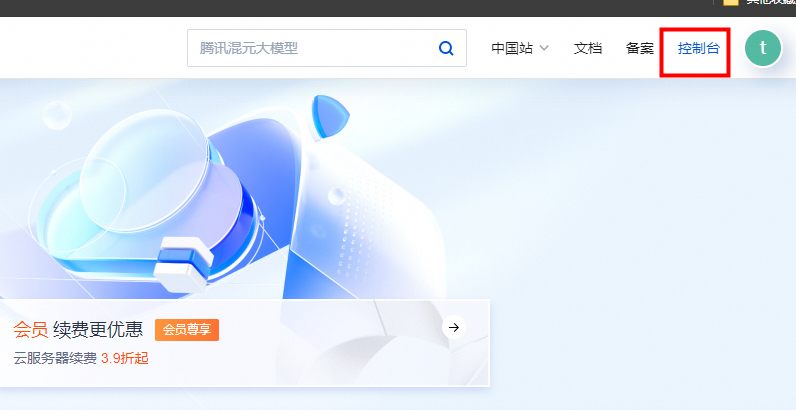 腾讯混元大模型
中国站
文档
备案
控制台
t
会员 续费更优惠
会员尊享
云服务器续费 3.9折起